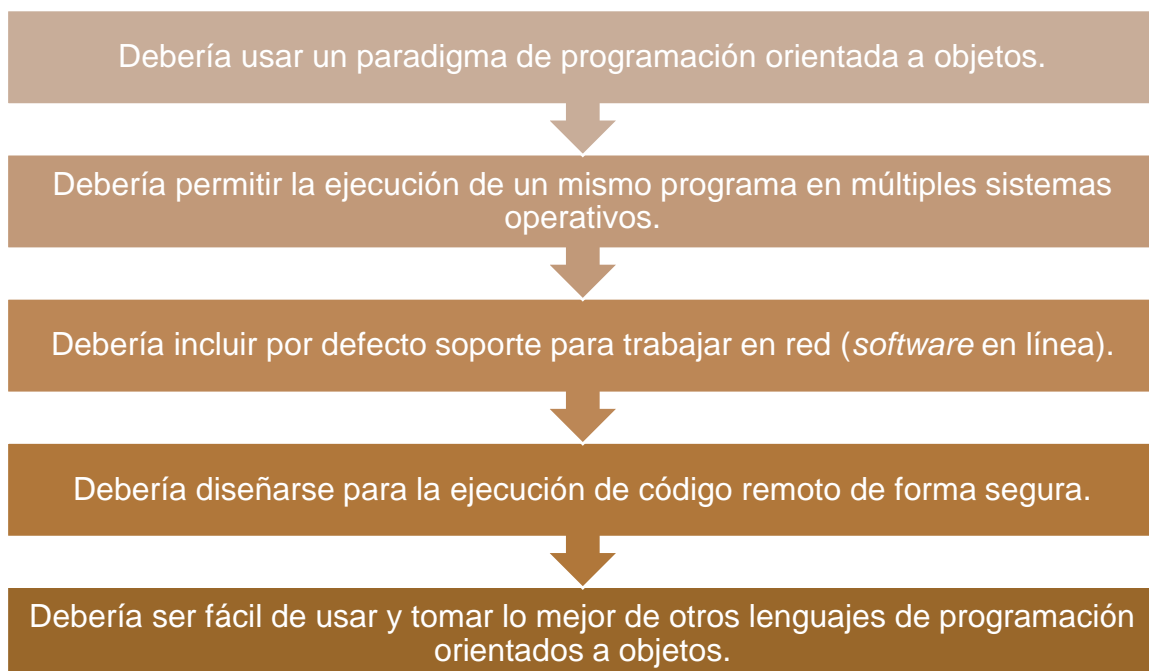 Debería usar un paradigma de programación orientada a objetos.
Debería permitir la ejecución de un mismo programa en múltiples sistemas
operativos.
Debería incluir por defecto soporte para trabajar en red (software en línea).
Debería diseñarse para la ejecución de código remoto de forma segura.
Debería ser fácil de usar y tomar lo mejor de otros lenguajes de programación
orientados a objetos.